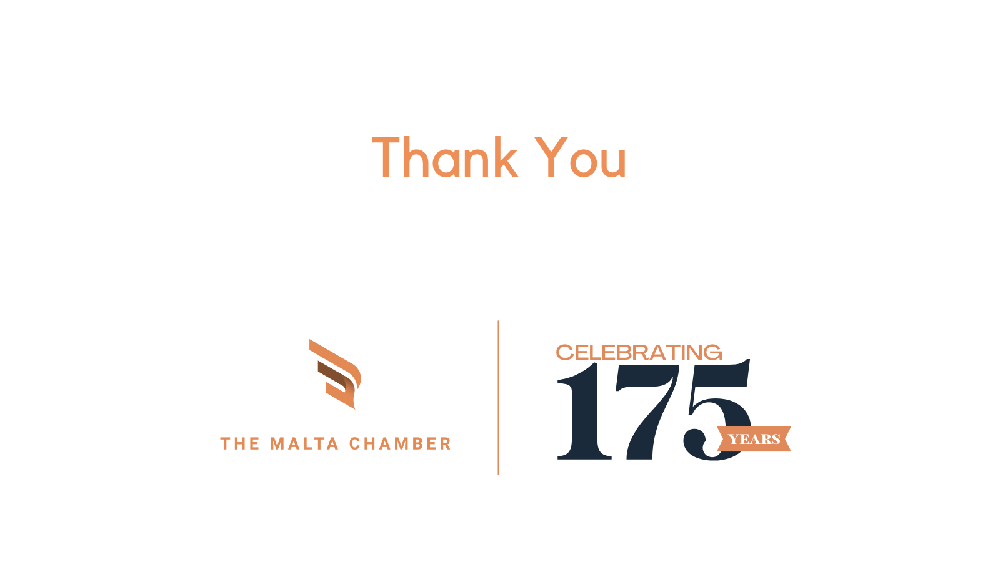 Thank You
THE MALTA CHAMBER
CELEBRATING
175
YEARS